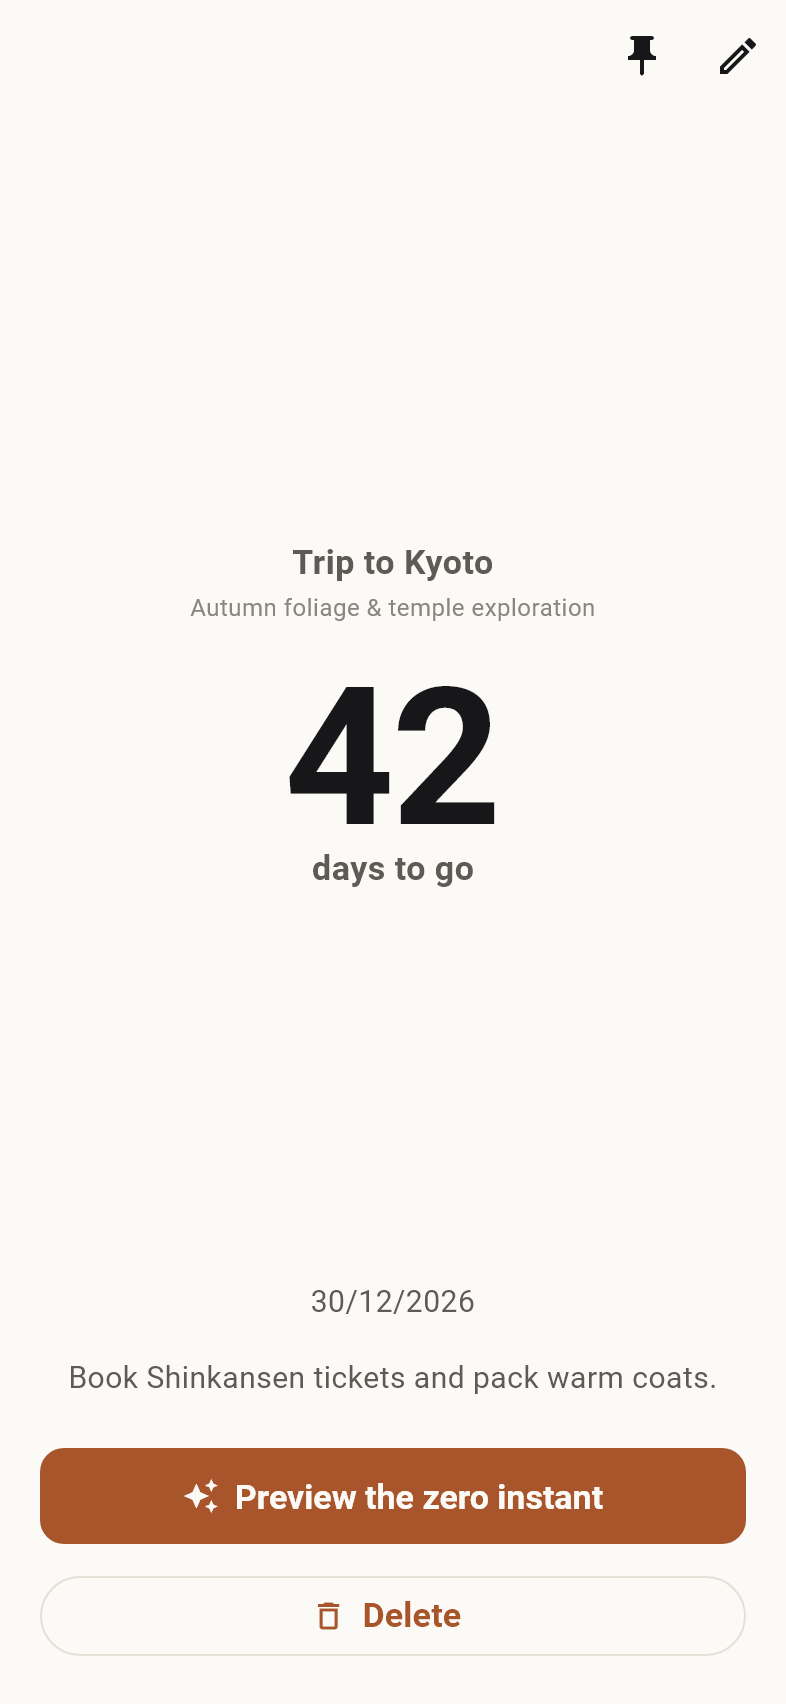 Trip to Kyoto
Autumn foliage & temple exploration
42
days to go
30/12/2026
Book Shinkansen tickets and pack warm coats.
Preview the zero instant
Delete